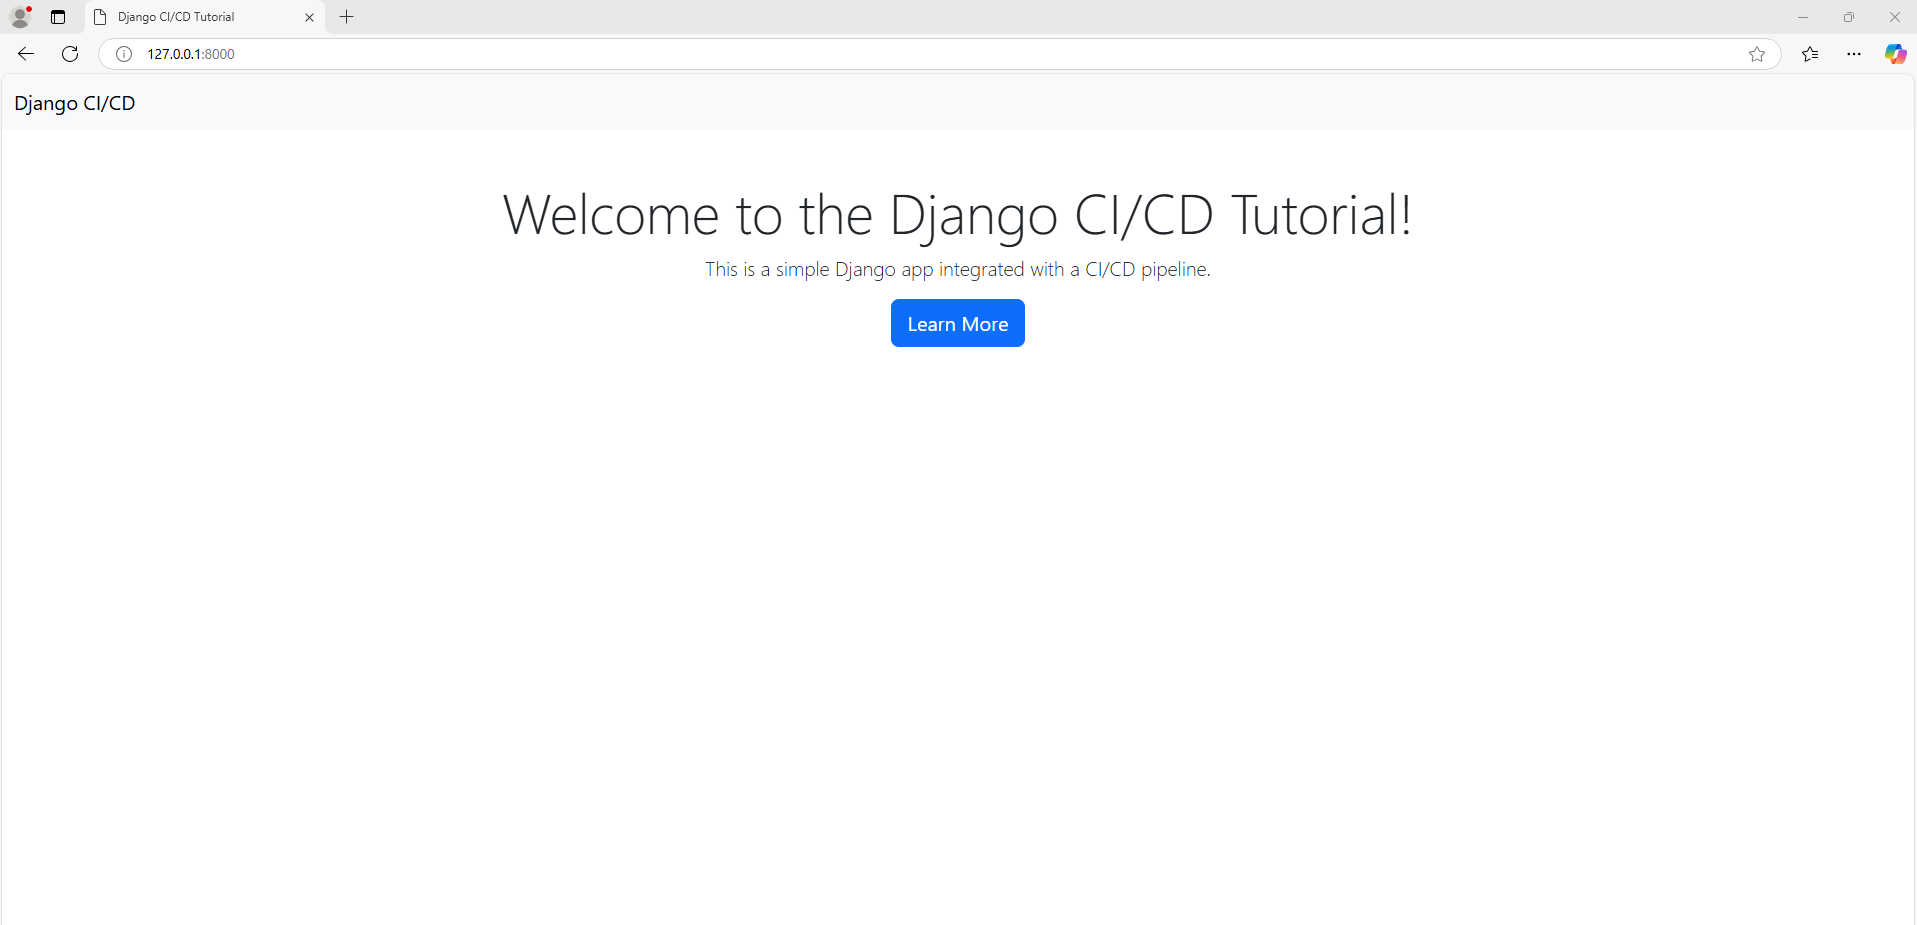 Django CI/CD Tutorial
127.0.0.1:8000
Django CI/CD
Welcome to the Django CI/CD Tutorial!
This is a simple Django app integrated with a CI/CD pipeline.
Learn More